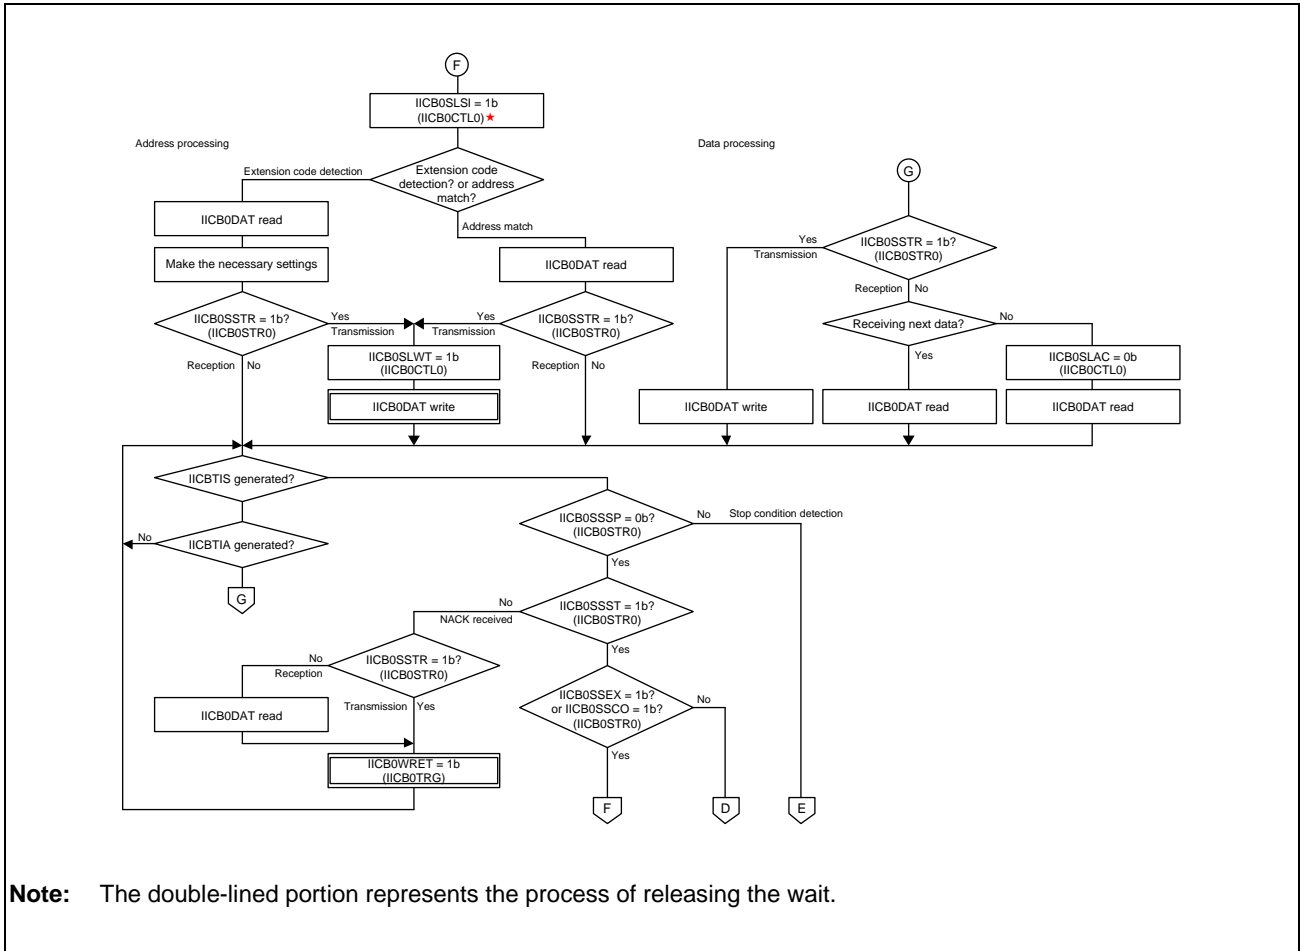 F
IICB0SLSI = 1b
(IICB0CTL0)★
Address processing
Data processing
Extension code detection
Extension code
detection? or address
match?
G
IICB0DAT read
Address match
Yes
Transmission
IICB0SSTR = 1b?
(IICB0STR0)
Make the necessary settings
IICB0DAT read
Reception No
IICB0SSTR = 1b?
(IICB0STR0)
Yes
Transmission
Yes
Transmission
IICB0SSTR = 1b?
(IICB0STR0)
Receiving next data?
No
Reception No
IICB0SLWT = 1b
(IICB0CTL0)
Reception No
Yes
IICB0SLAC = 0b
(IICB0CTL0)
IICB0DAT write
IICB0DAT write
IICB0DAT read
IICB0DAT read
IICBTIS generated?
IICB0SSSP = 0b?
(IICB0STR0)
No
Stop condition detection
No
IICBTIA generated?
Yes
G
No
NACK received
IICB0SSST = 1b?
(IICB0STR0)
No
Reception
IICB0SSTR = 1b?
(IICB0STR0)
Yes
IICB0DAT read
Transmission Yes
IICB0SSEX = 1b?
or IICB0SSCO = 1b?
(IICB0STR0)
No
Yes
IICB0WRET = 1b
(IICB0TRG)
F
D
E
Note: The double-lined portion represents the process of releasing the wait.